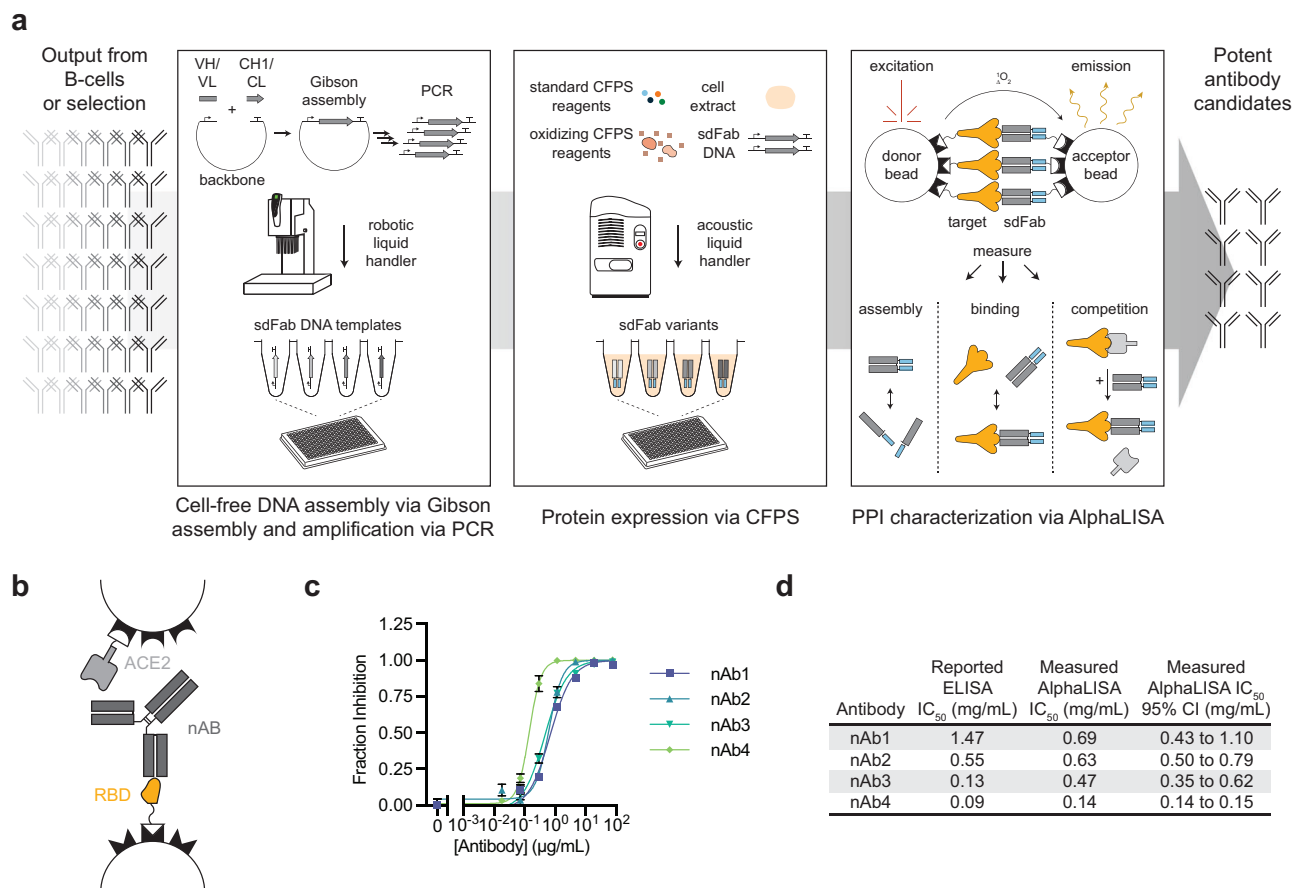 a
Output from
B-cells
or selection
VH/
VL
CH1/
CL
+
Gibson
assembly
PCR
backbone
robotic
liquid
handler
sdFab DNA templates
Cell-free DNA assembly via Gibson
assembly and amplification via PCR
standard CFPS
reagents
cell
extract
oxidizing CFPS
reagents
sdFab
DNA
acoustic
liquid
handler
sdFab variants
Protein expression via CFPS
excitation
¹O₂
emission
donor
bead
acceptor
bead
target
sdFab
measure
assembly
binding
competition
+
PPI characterization via AlphaLISA
Potent
antibody
candidates
b
ACE2
nAB
RBD
c
Fraction Inhibition
1.25
1.00
0.75
0.50
0.25
0.00
0 10⁻³ 10⁻² 10⁻¹ 10⁰ 10¹ 10²
[Antibody] (µg/mL)
nAb1
nAb2
nAb3
nAb4
d
Antibody
Reported
ELISA
IC₅₀ (mg/mL)
Measured
AlphaLISA
IC₅₀ (mg/mL)
Measured
AlphaLISA IC₅₀
95% CI (mg/mL)
nAb1 1.47 0.69 0.43 to 1.10
nAb2 0.55 0.63 0.50 to 0.79
nAb3 0.13 0.47 0.35 to 0.62
nAb4 0.09 0.14 0.14 to 0.15